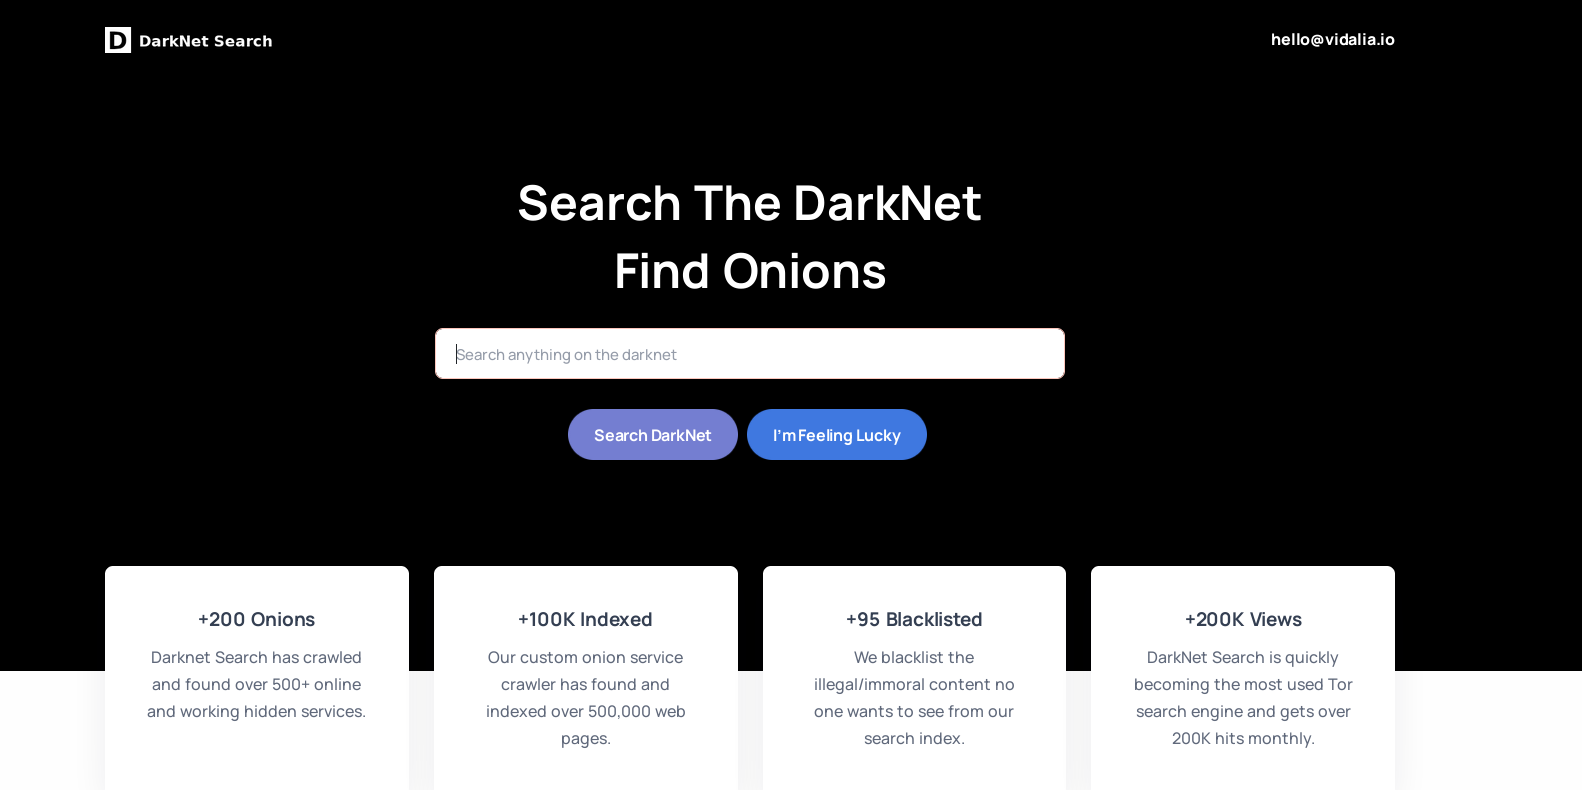 D DarkNet Search
hello@vidalia.io
Search The DarkNet
Find Onions
Search anything on the darknet
Search DarkNet
I'm Feeling Lucky
+200 Onions
Darknet Search has crawled
and found over 500+ online
and working hidden services.
+100K Indexed
Our custom onion service
crawler has found and
indexed over 500,000 web
pages.
+95 Blacklisted
We blacklist the
illegal/immoral content no
one wants to see from our
search index.
+200K Views
DarkNet Search is quickly
becoming the most used Tor
search engine and gets over
200K hits monthly.